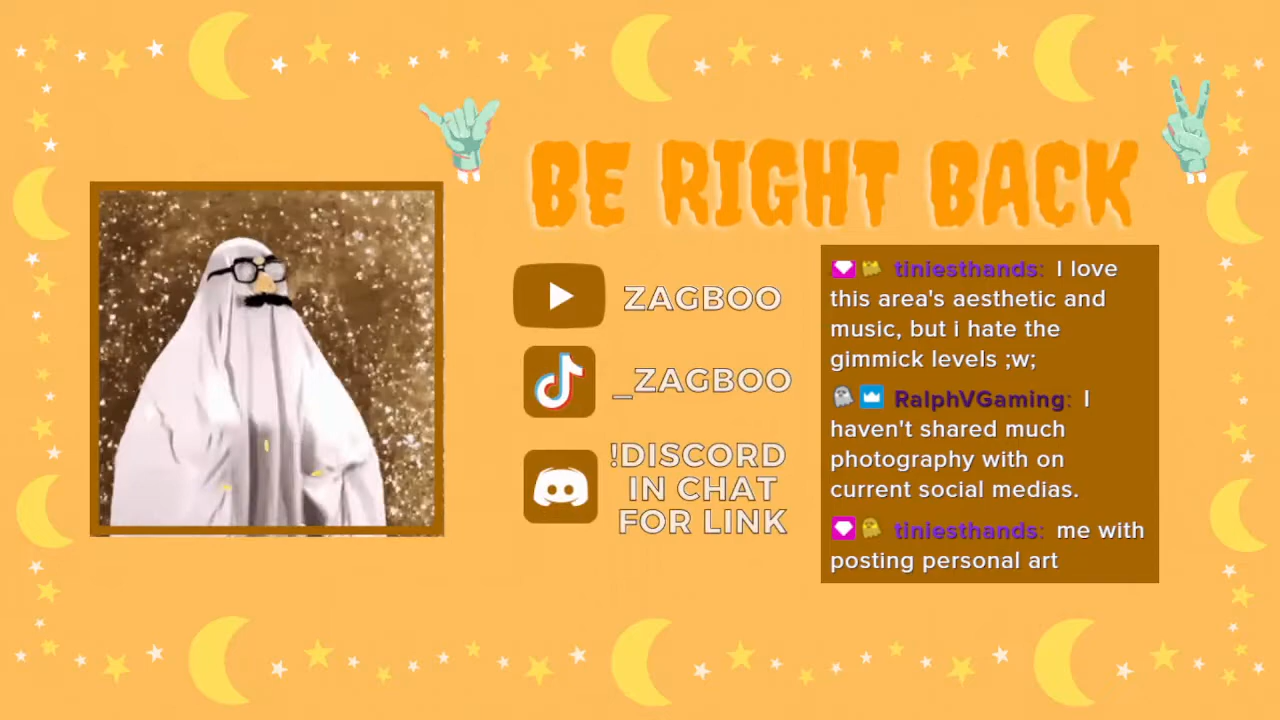 BE RIGHT BACK
ZAGBOO
_ZAGBOO
!DISCORD
IN CHAT
FOR LINK
tiniesthands: I love
this area's aesthetic and
music, but i hate the
gimmick levels ;w;
RalphVGaming: I
haven't shared much
photography with on
current social medias.
tiniesthands: me with
posting personal art